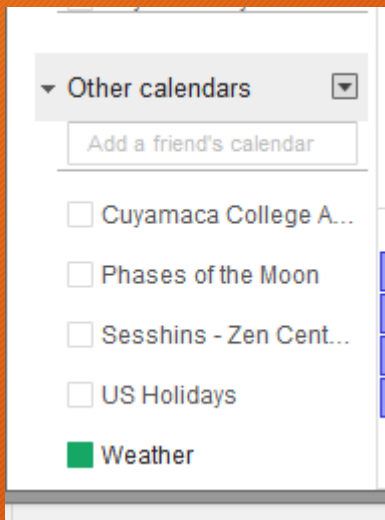 Other calendars
Add a friend's calendar
Cuyamaca College A...
Phases of the Moon
Sesshins - Zen Cent...
US Holidays
Weather